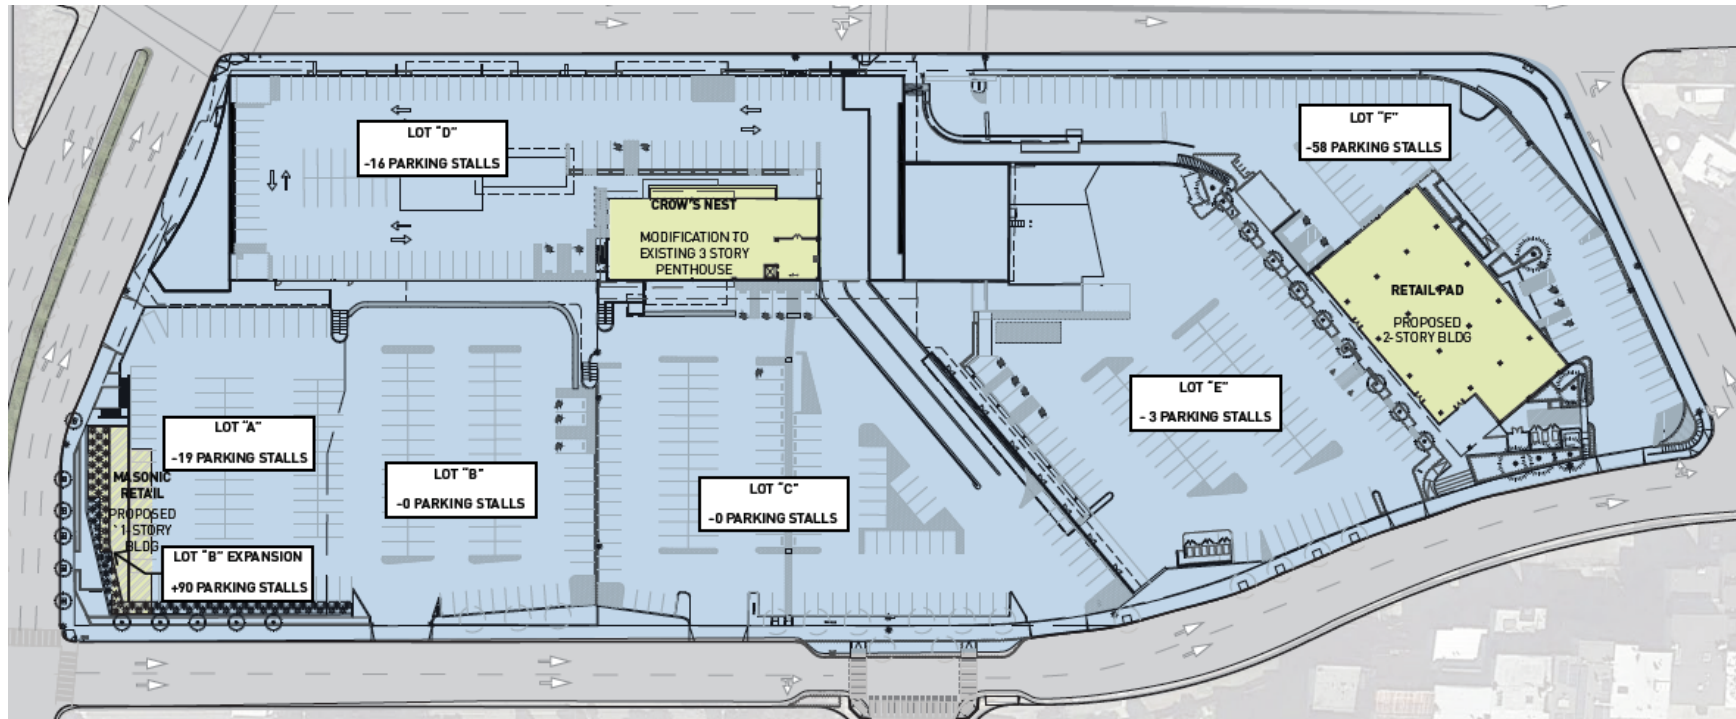 LOT "D"
-16 PARKING STALLS
LOT "F"
-58 PARKING STALLS
CROW'S NEST
MODIFICATION TO
EXISTING 3 STORY
PENTHOUSE
RETAIL PAD
PROPOSED
2-STORY BLDG
LOT "E"
- 3 PARKING STALLS
LOT "A"
-19 PARKING STALLS
LOT "B"
-0 PARKING STALLS
LOT "C"
-0 PARKING STALLS
MASONIC
RETAIL
PROPOSED
1-STORY
BLDG
LOT "B" EXPANSION
+90 PARKING STALLS